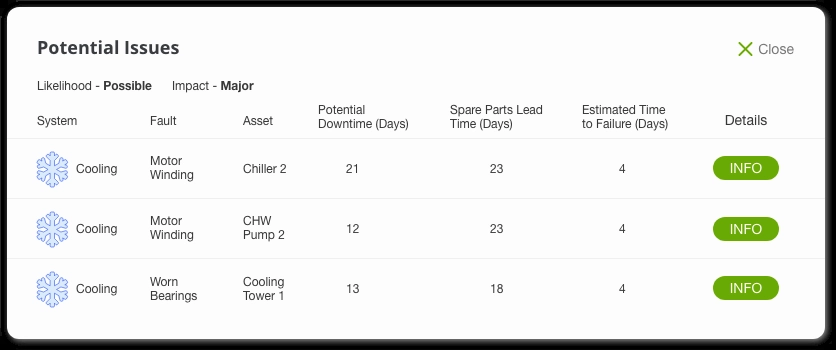 Potential Issues
Close
Likelihood - Possible Impact - Major
System Fault Asset Potential Downtime (Days) Spare Parts Lead Time (Days) Estimated Time to Failure (Days) Details
Cooling Motor Winding Chiller 2 21 23 4 INFO
Cooling Motor Winding CHW Pump 2 12 23 4 INFO
Cooling Worn Bearings Cooling Tower 1 13 18 4 INFO